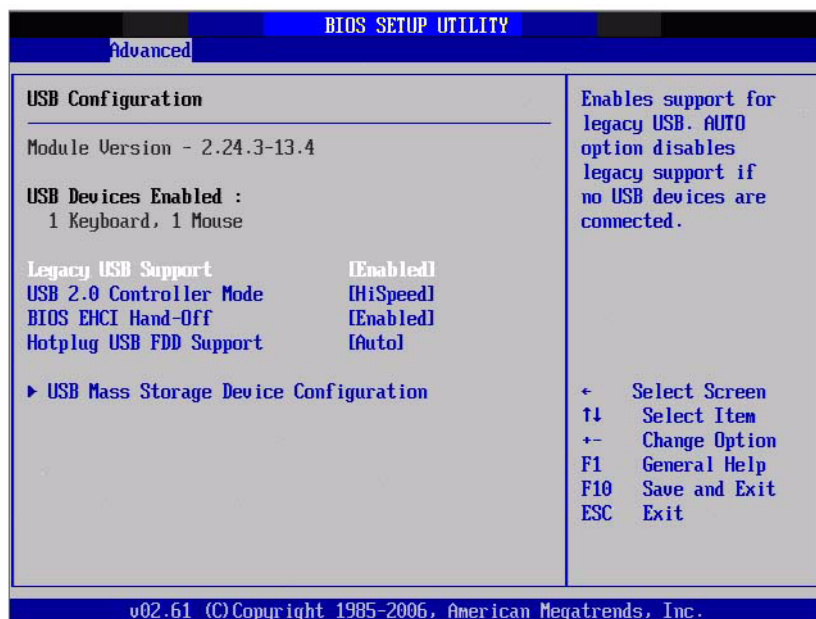 BIOS SETUP UTILITY
Advanced
USB Configuration
Module Version - 2.24.3-13.4
USB Devices Enabled :
1 Keyboard, 1 Mouse
Legacy USB Support [Enabled]
USB 2.0 Controller Mode [HiSpeed]
BIOS EHCI Hand-Off [Enabled]
Hotplug USB FDD Support [Auto]
► USB Mass Storage Device Configuration
Enables support for
legacy USB. AUTO
option disables
legacy support if
no USB devices are
connected.
← Select Screen
↑↓ Select Item
+- Change Option
F1 General Help
F10 Save and Exit
ESC Exit
v02.61 (C)Copyright 1985-2006, American Megatrends, Inc.